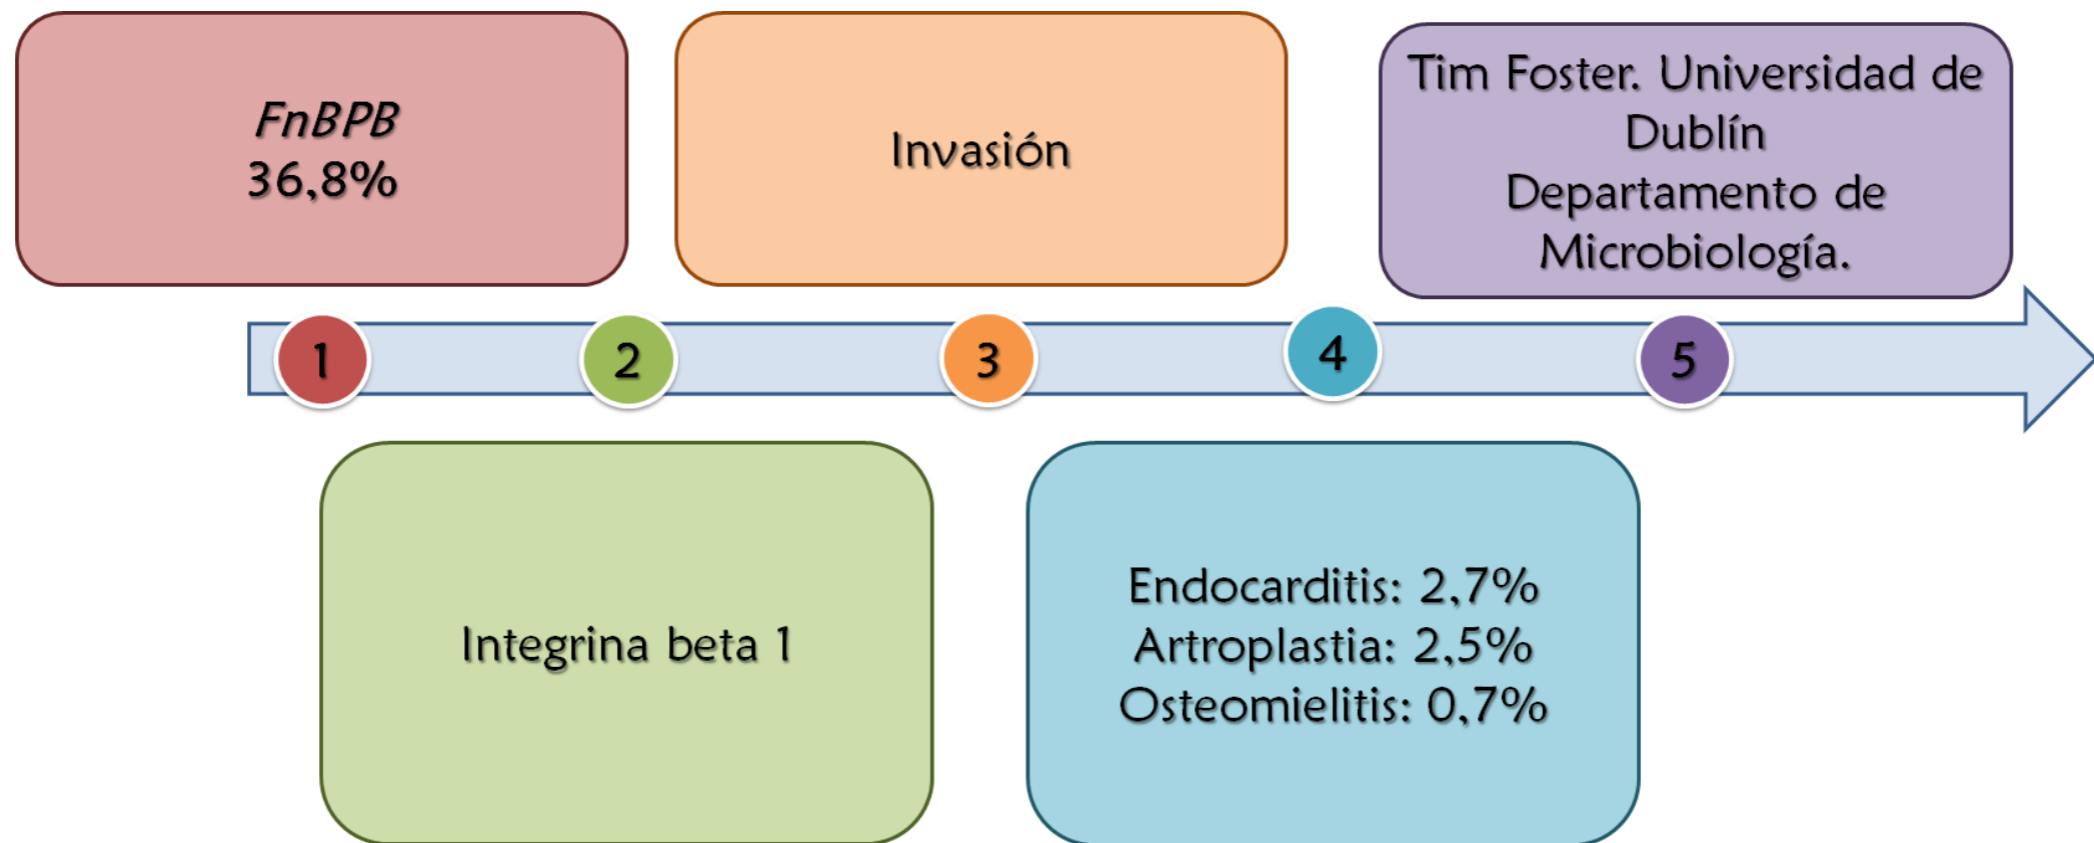 FnBPB
36,8%
Invasión
Tim Foster. Universidad de
Dublín
Departamento de
Microbiología.
1
2
3
4
5
Integrina beta 1
Endocarditis: 2,7%
Artroplastia: 2,5%
Osteomielitis: 0,7%